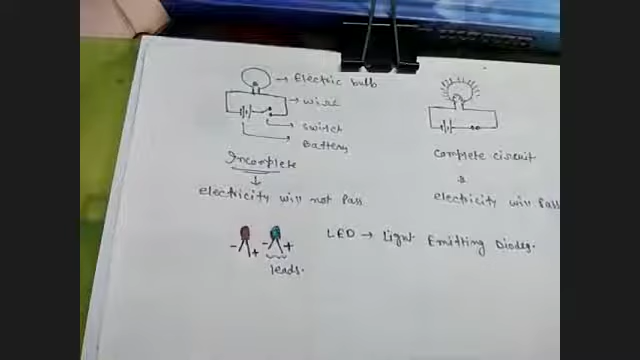 Electric bulb
wire
switch
Battery
Incomplete
electricity will not Pass
complete circuit
electricity will Pass
- + - +
LED → Light Emitting Diodes.
leads.